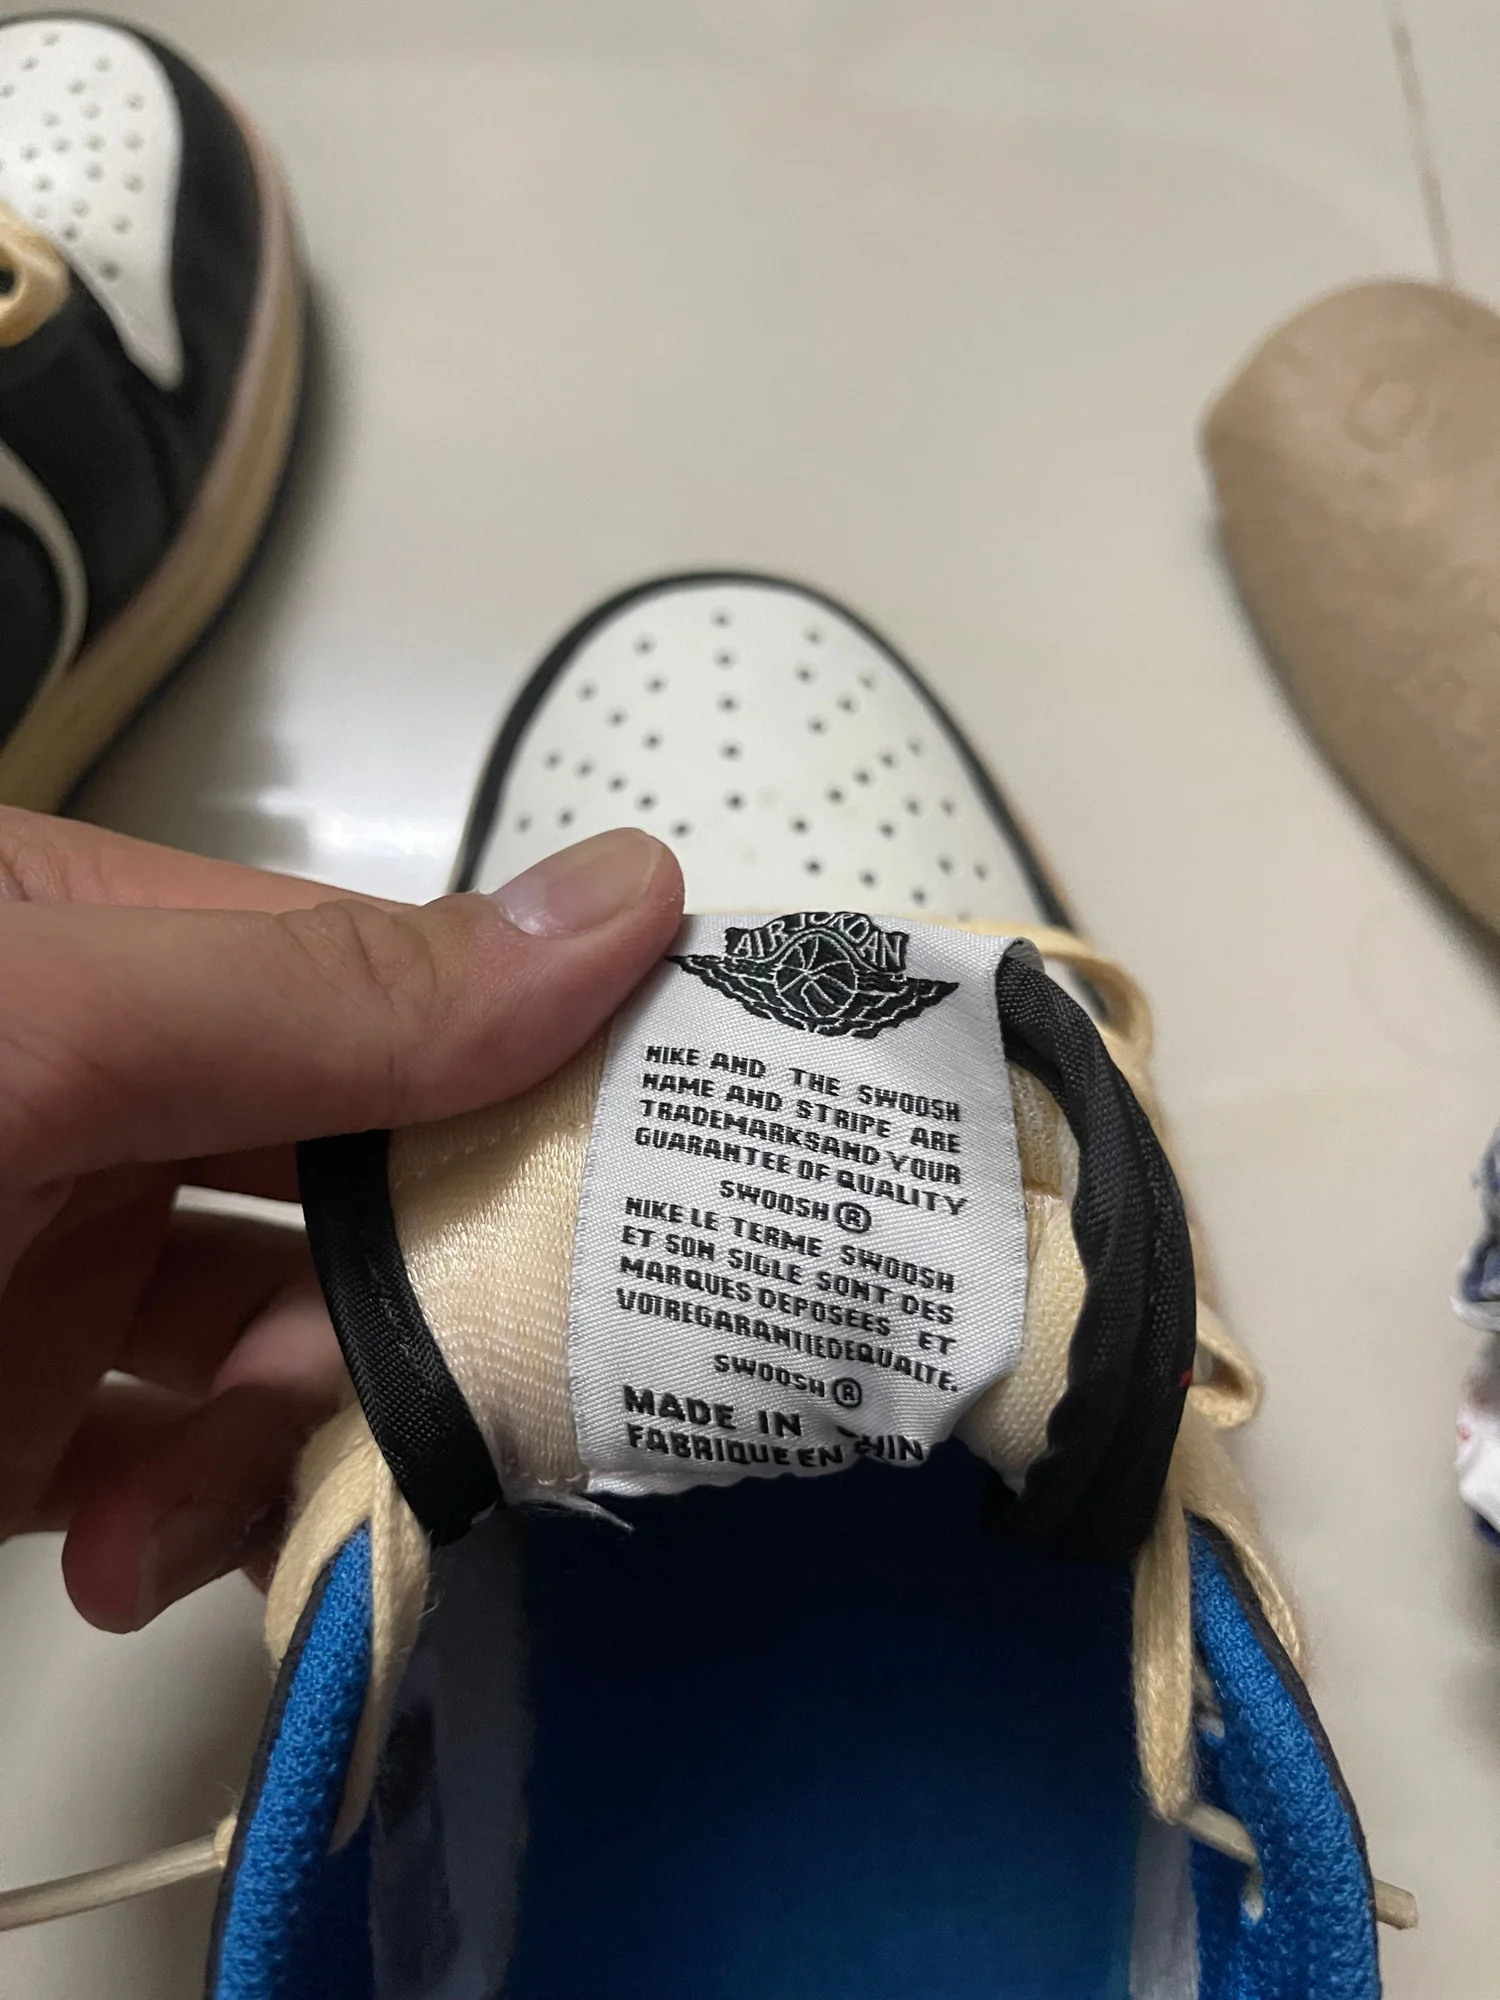 AIR JORDAN
NIKE AND THE SWOOSH
NAME AND STRIPE ARE
TRADEMARKSAND YOUR
GUARANTEE OF QUALITY
SWOOSH ®
NIKE LE TERME SWOOSH
ET SON SIGLE SONT DES
MARQUES DEPOSEES ET
VOTREGARANTIEDEQUALTE.
SWOOSH ®
MADE IN
FABRIQUE EN